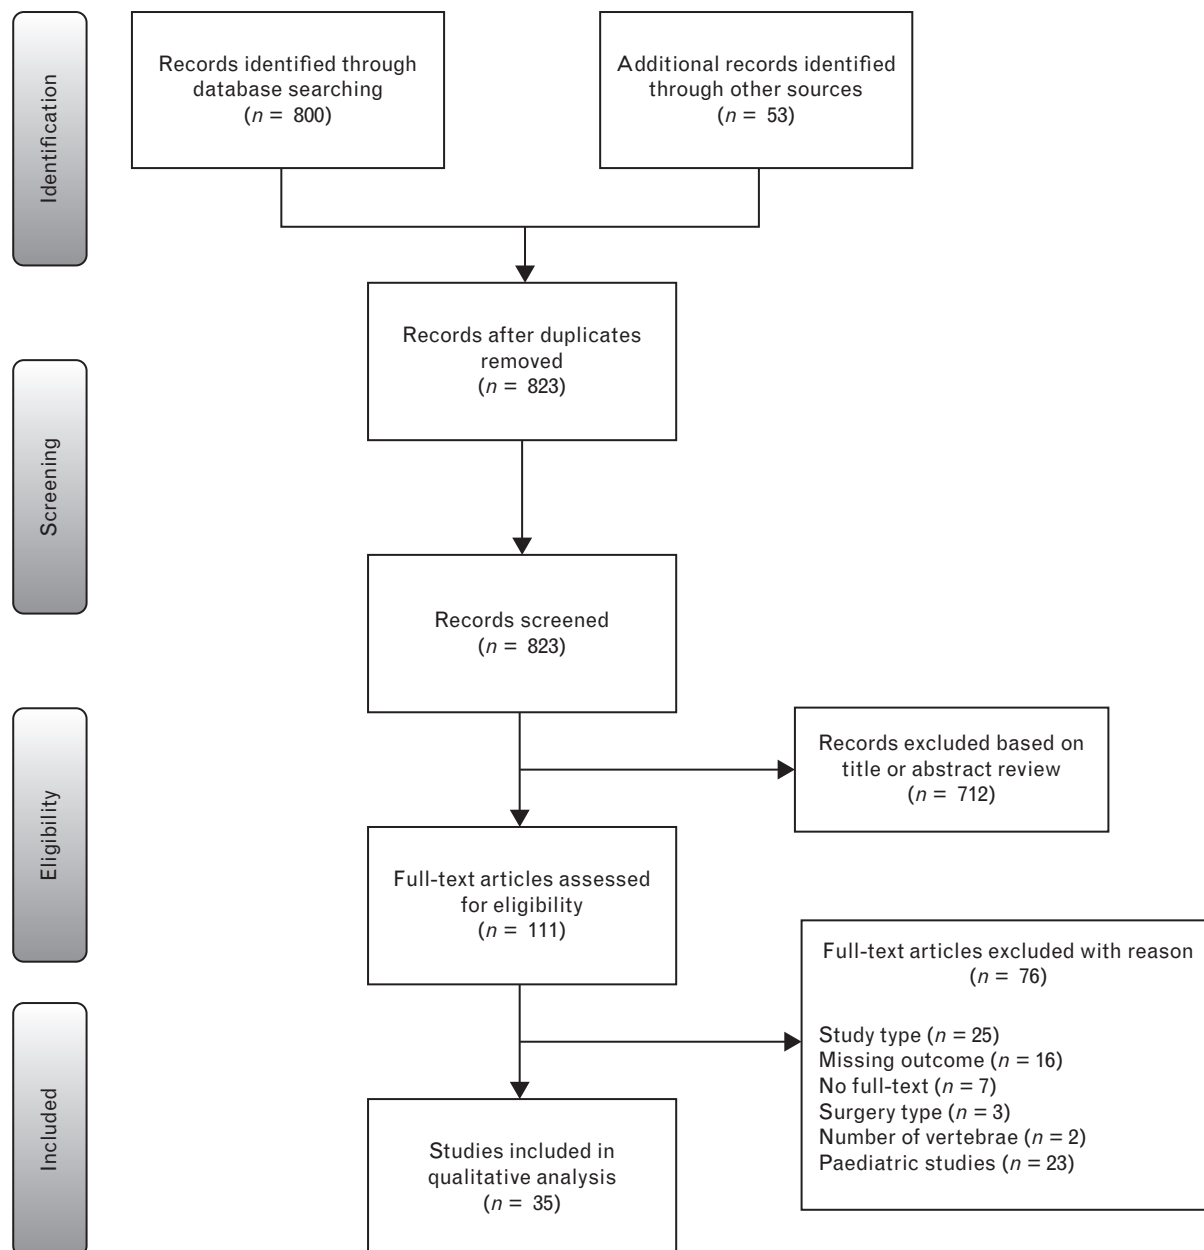 Identification
Records identified through
database searching
(n = 800)
Additional records identified
through other sources
(n = 53)
Records after duplicates
removed
(n = 823)
Screening
Records screened
(n = 823)
Records excluded based on
title or abstract review
(n = 712)
Eligibility
Full-text articles assessed
for eligibility
(n = 111)
Full-text articles excluded with reason
(n = 76)
Study type (n = 25)
Missing outcome (n = 16)
No full-text (n = 7)
Surgery type (n = 3)
Number of vertebrae (n = 2)
Paediatric studies (n = 23)
Included
Studies included in
qualitative analysis
(n = 35)